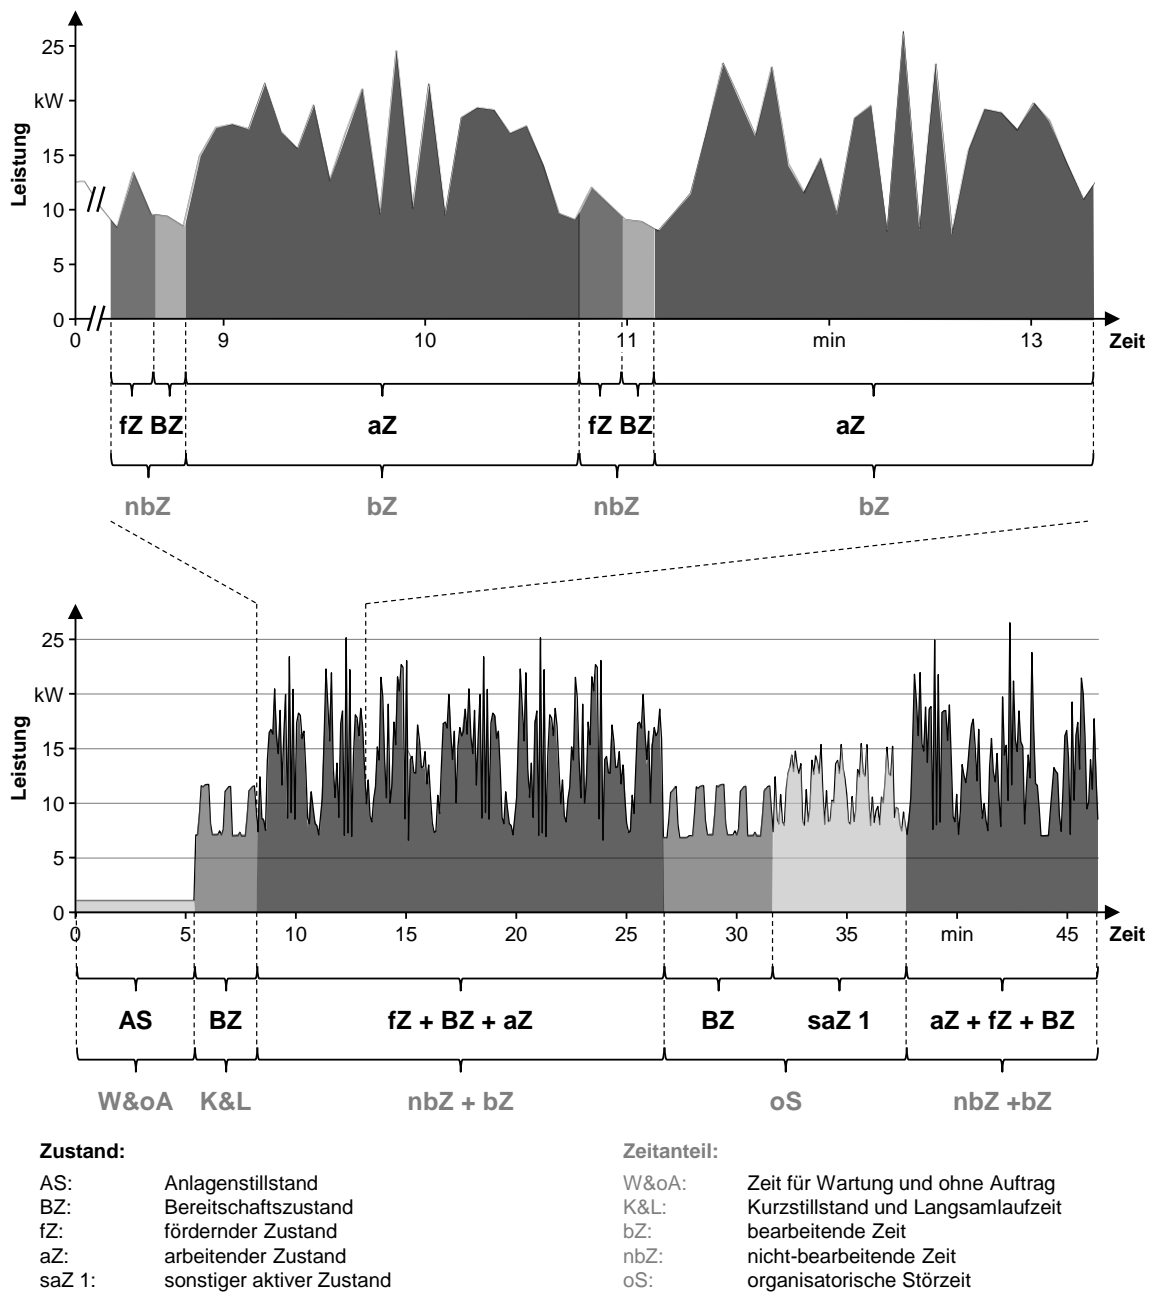 25
kW
15
10
5
0
Leistung
0 9 10 11 min 13 Zeit
fZ BZ aZ fZ BZ aZ
nbZ bZ nbZ bZ
25
kW
15
10
5
0
Leistung
0 5 10 15 20 25 30 35 min 45 Zeit
AS BZ fZ + BZ + aZ BZ saZ 1 aZ + fZ + BZ
W&oA K&L nbZ + bZ oS nbZ +bZ
Zustand: Zeitanteil:
AS: Anlagenstillstand W&oA: Zeit für Wartung und ohne Auftrag
BZ: Bereitschaftszustand K&L: Kurzstillstand und Langsamlaufzeit
fZ: fördernder Zustand bZ: bearbeitende Zeit
aZ: arbeitender Zustand nbZ: nicht-bearbeitende Zeit
saZ 1: sonstiger aktiver Zustand oS: organisatorische Störzeit